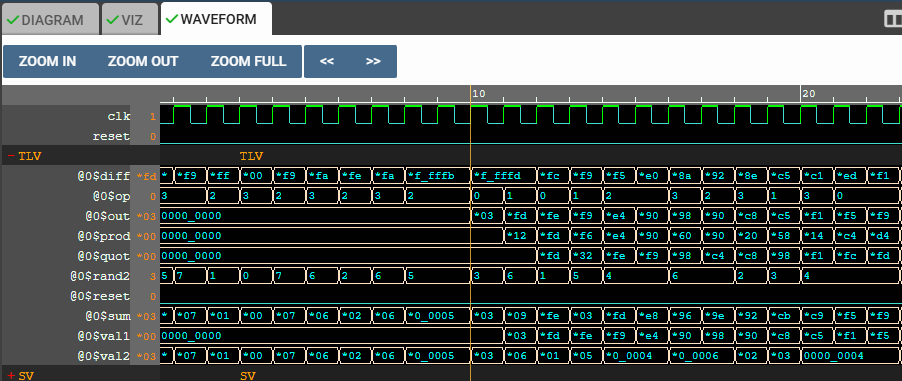 DIAGRAM VIZ WAVEFORM
ZOOM IN ZOOM OUT ZOOM FULL << >>
10 20
clk 1
reset 0
- TLV TLV
@0$diff *fd * *f9 *ff *00 *f9 *fa *fe *fa *f_fffb *f_fffd *fc *f9 *f5 *e0 *8a *92 *8e *c5 *c1 *ed *f1
@0$op 0 3 2 3 2 3 2 3 2 0 1 0 1 2 3 2 3 1 3 0
@0$out *03 0000_0000 *03 *fd *fe *f9 *e4 *90 *98 *90 *c8 *c5 *f1 *f5 *f9
@0$prod *00 0000_0000 *12 *fd *f6 *e4 *90 *60 *90 *20 *58 *14 *c4 *d4
@0$quot *00 0000_0000 *fd *32 *fe *f9 *98 *c4 *c8 *98 *f1 *fc *fd
@0$rand2 3 5 7 1 0 7 6 2 6 5 3 6 1 5 4 6 2 3 4
@0$reset 0
@0$sum *03 * *07 *01 *00 *07 *06 *02 *06 *0_0005 *03 *09 *fe *03 *fd *e8 *96 *9e *92 *cb *c9 *f5 *f9
@0$val1 *00 0000_0000 *03 *fd *fe *f9 *e4 *90 *98 *90 *c8 *c5 *f1 *f5
@0$val2 *03 * *07 *01 *00 *07 *06 *02 *06 *0_0005 *03 *06 *01 *05 *0_0004 *0_0006 *02 *03 0000_0004
+ SV SV